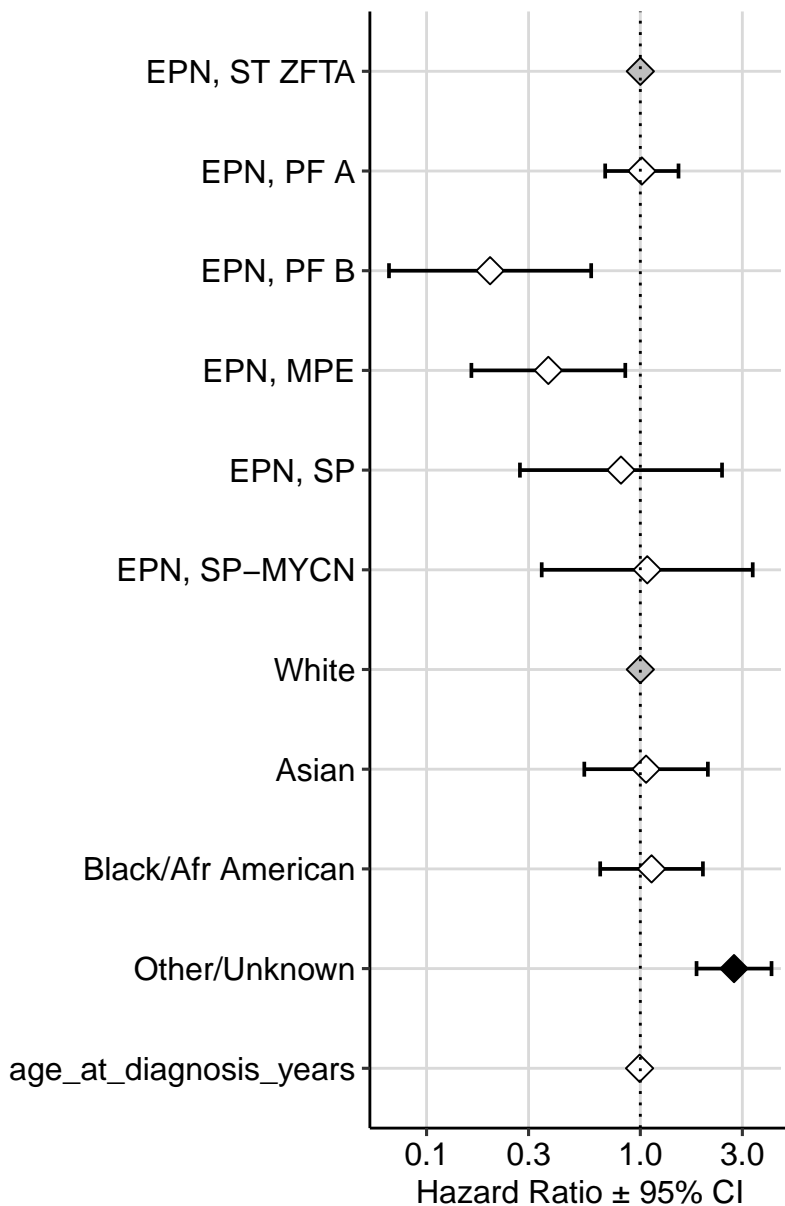 EPN, ST ZFTA
EPN, PF A
EPN, PF B
EPN, MPE
EPN, SP
EPN, SP−MYCN
White
Asian
Black/Afr American
Other/Unknown
age_at_diagnosis_years
0.1 0.3 1.0 3.0
Hazard Ratio ± 95% CI